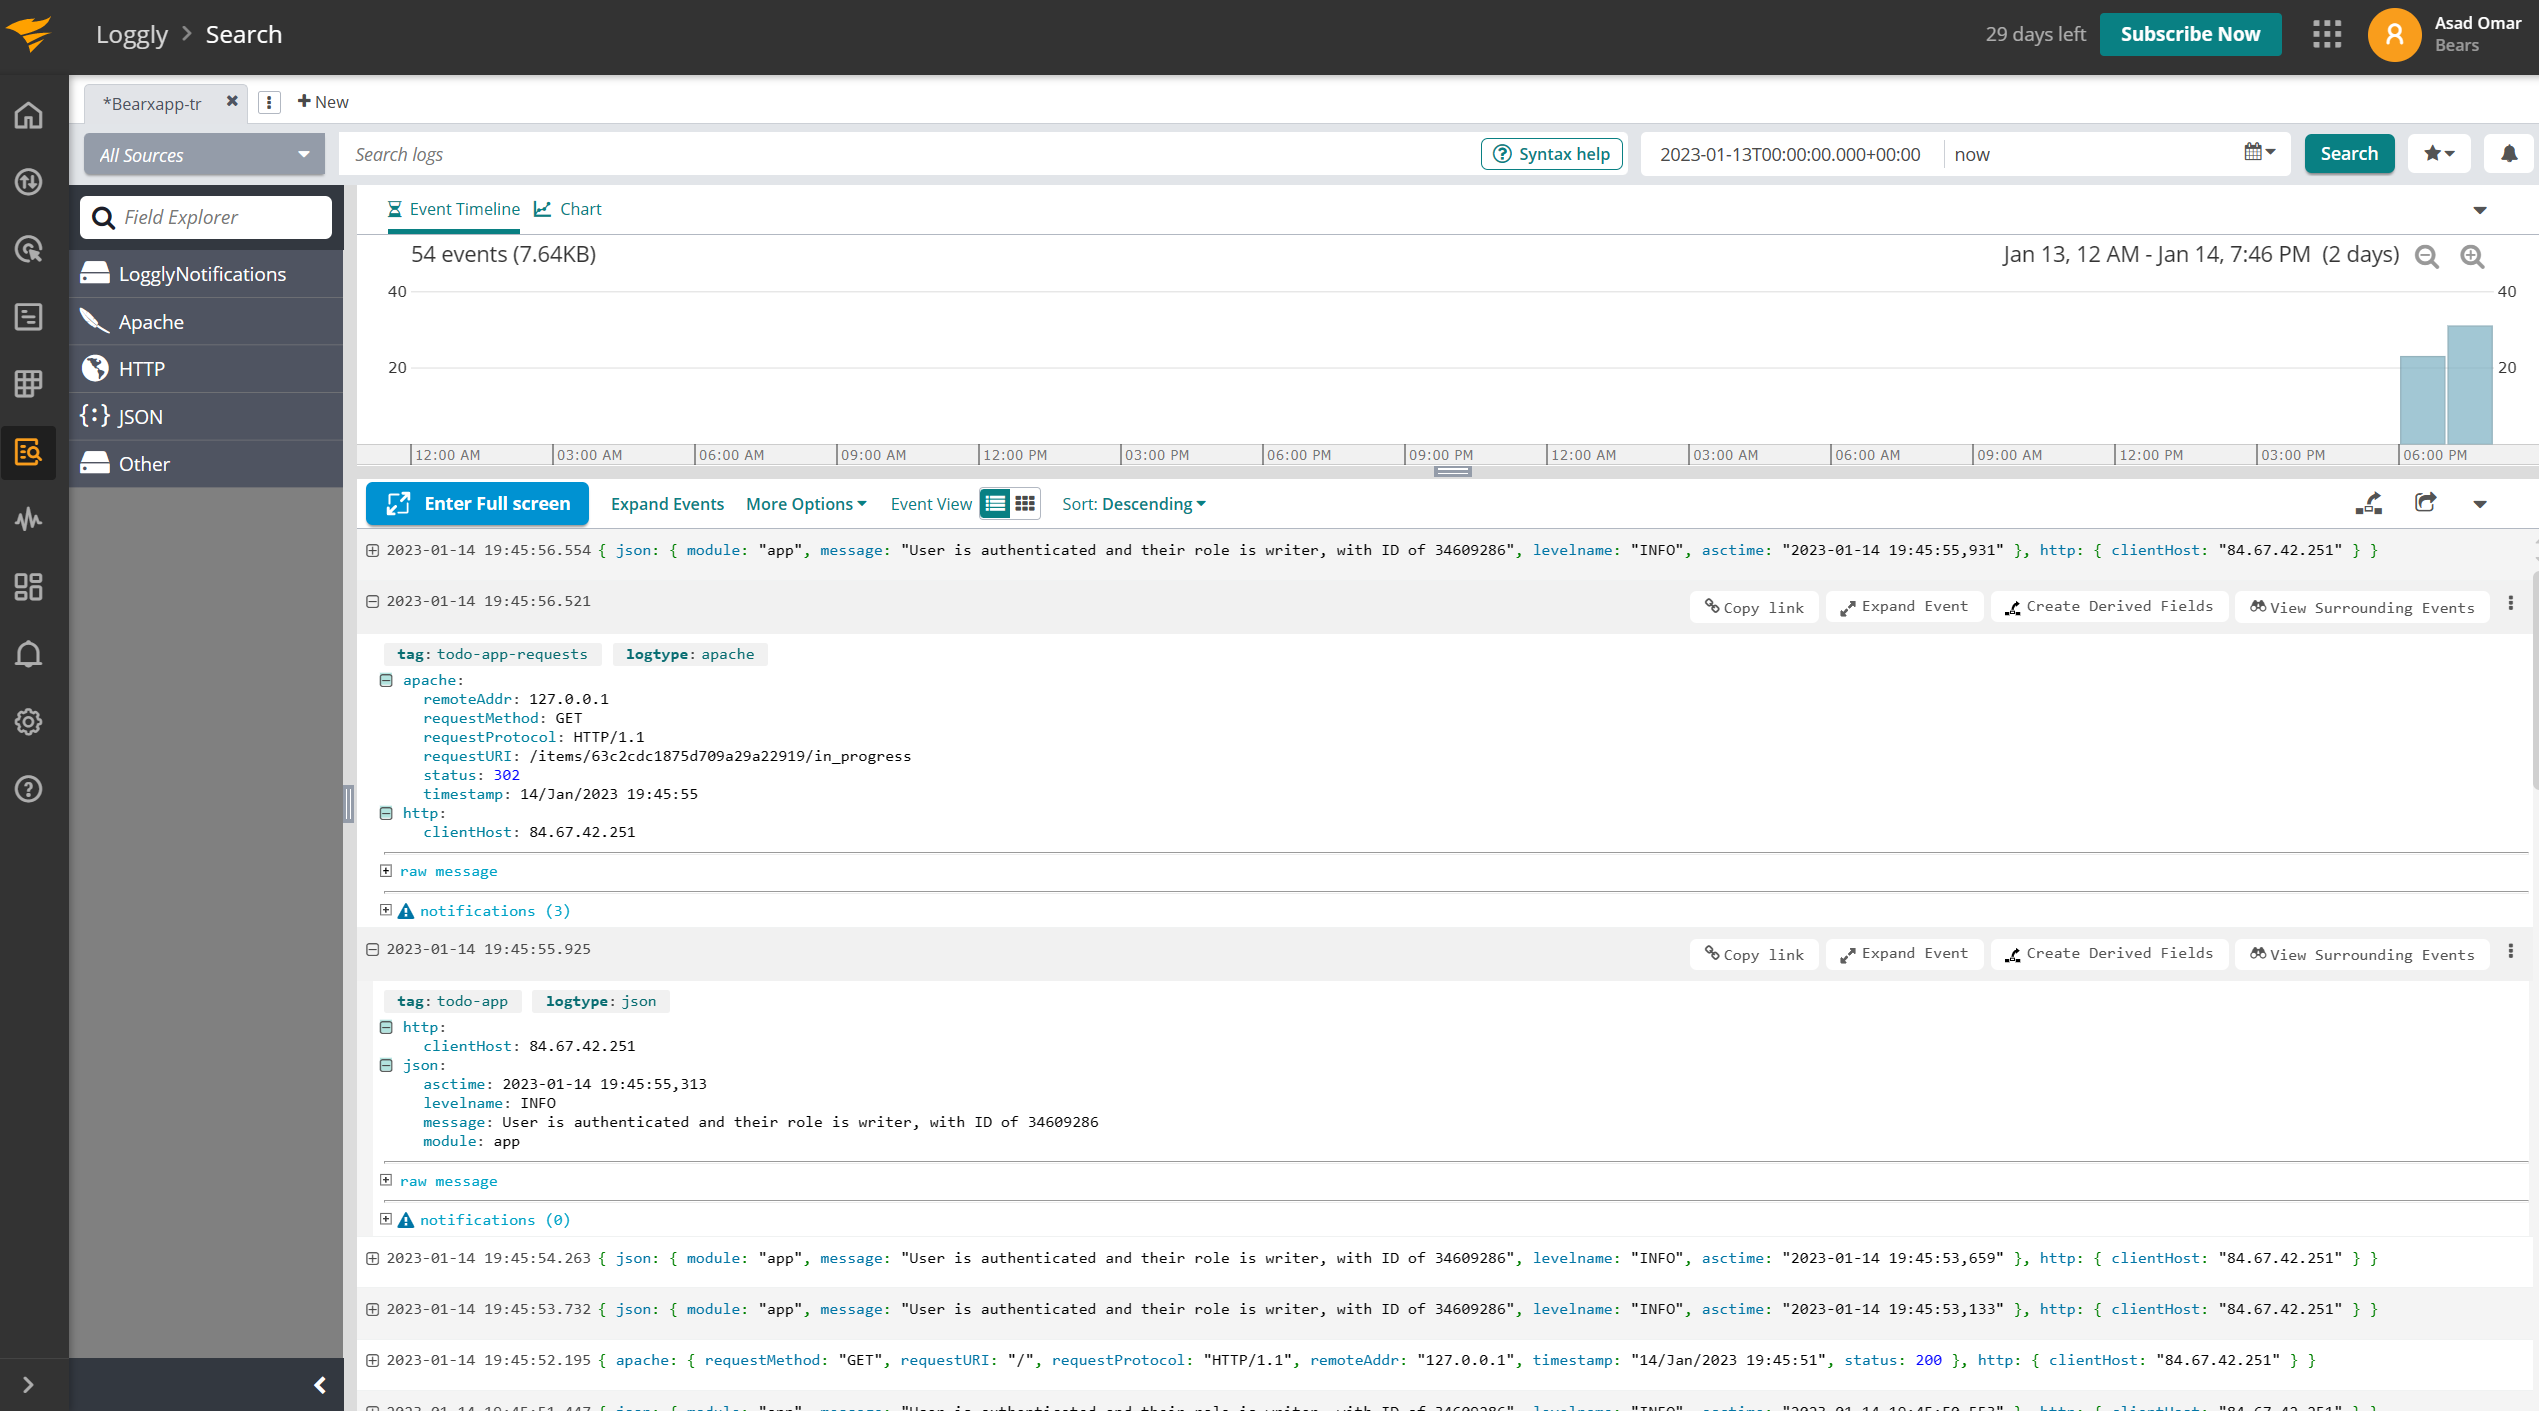 Loggly > Search
29 days left
Subscribe Now
Asad Omar
Bears
*Bearxapp-tr
+ New
All Sources
Search logs
Syntax help
2023-01-13T00:00:00.000+00:00
now
Search
Field Explorer
LogglyNotifications
Apache
HTTP
JSON
Other
Event Timeline
Chart
54 events (7.64KB)
Jan 13, 12 AM - Jan 14, 7:46 PM (2 days)
40
40
20
20
12:00 AM 03:00 AM 06:00 AM 09:00 AM 12:00 PM 03:00 PM 06:00 PM 09:00 PM 12:00 AM 03:00 AM 06:00 AM 09:00 AM 12:00 PM 03:00 PM 06:00 PM
Enter Full screen
Expand Events
More Options
Event View
Sort: Descending
2023-01-14 19:45:56.554 { json: { module: "app", message: "User is authenticated and their role is writer, with ID of 34609286", levelname: "INFO", asctime: "2023-01-14 19:45:55,931" }, http: { clientHost: "84.67.42.251" } }
2023-01-14 19:45:56.521
Copy link
Expand Event
Create Derived Fields
View Surrounding Events
tag: todo-app-requests
logtype: apache
apache:
remoteAddr: 127.0.0.1
requestMethod: GET
requestProtocol: HTTP/1.1
requestURI: /items/63c2cdc1875d709a29a22919/in_progress
status: 302
timestamp: 14/Jan/2023 19:45:55
http:
clientHost: 84.67.42.251
raw message
notifications (3)
2023-01-14 19:45:55.925
Copy link
Expand Event
Create Derived Fields
View Surrounding Events
tag: todo-app
logtype: json
http:
clientHost: 84.67.42.251
json:
asctime: 2023-01-14 19:45:55,313
levelname: INFO
message: User is authenticated and their role is writer, with ID of 34609286
module: app
raw message
notifications (0)
2023-01-14 19:45:54.263 { json: { module: "app", message: "User is authenticated and their role is writer, with ID of 34609286", levelname: "INFO", asctime: "2023-01-14 19:45:53,659" }, http: { clientHost: "84.67.42.251" } }
2023-01-14 19:45:53.732 { json: { module: "app", message: "User is authenticated and their role is writer, with ID of 34609286", levelname: "INFO", asctime: "2023-01-14 19:45:53,133" }, http: { clientHost: "84.67.42.251" } }
2023-01-14 19:45:52.195 { apache: { requestMethod: "GET", requestURI: "/", requestProtocol: "HTTP/1.1", remoteAddr: "127.0.0.1", timestamp: "14/Jan/2023 19:45:51", status: 200 }, http: { clientHost: "84.67.42.251" } }